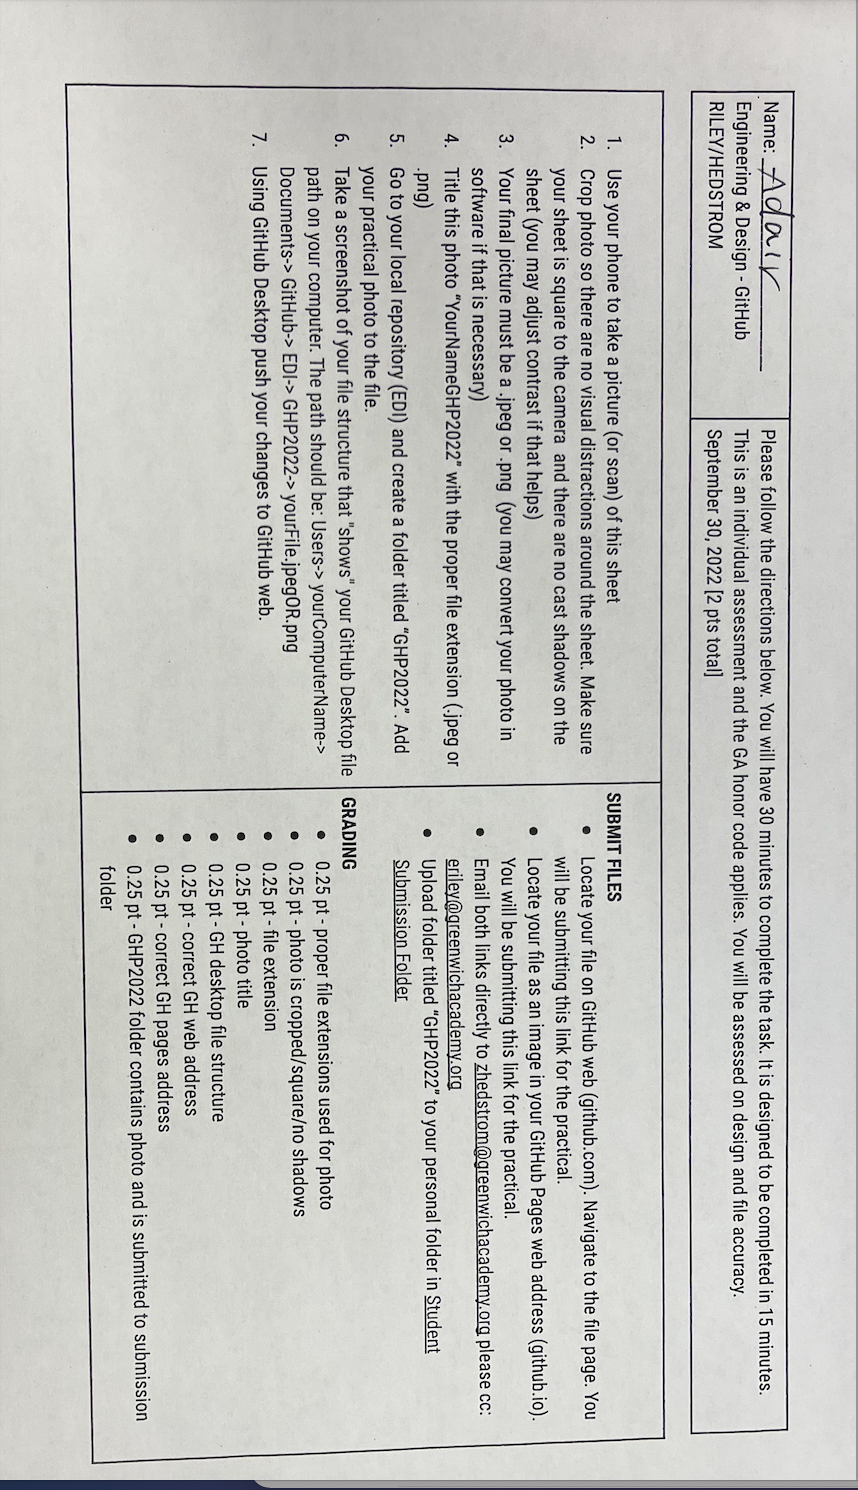 Name: Adair
Engineering & Design - GitHub
RILEY/HEDSTROM
Please follow the directions below. You will have 30 minutes to complete the task. It is designed to be completed in 15 minutes.
This is an individual assessment and the GA honor code applies. You will be assessed on design and file accuracy.
September 30, 2022 [2 pts total]
1. Use your phone to take a picture (or scan) of this sheet
2. Crop photo so there are no visual distractions around the sheet. Make sure
your sheet is square to the camera and there are no cast shadows on the
sheet (you may adjust contrast if that helps)
3. Your final picture must be a .jpeg or .png (you may convert your photo in
software if that is necessary)
4. Title this photo "YourNameGHP2022" with the proper file extension (.jpeg or
.png)
5. Go to your local repository (EDI) and create a folder titled "GHP2022". Add
your practical photo to the file.
6. Take a screenshot of your file structure that "shows" your GitHub Desktop file
path on your computer. The path should be: Users-> yourComputerName->
Documents-> GitHub-> EDI-> GHP2022-> yourFile.jpegOR.png
7. Using GitHub Desktop push your changes to GitHub web.
SUBMIT FILES
• Locate your file on GitHub web (github.com). Navigate to the file page. You
will be submitting this link for the practical.
• Locate your file as an image in your GitHub Pages web address (github.io).
You will be submitting this link for the practical.
• Email both links directly to zhedstrom@greenwichacademy.org please cc:
eriley@greenwichacademy.org
• Upload folder titled "GHP2022" to your personal folder in Student
Submission Folder
GRADING
• 0.25 pt - proper file extensions used for photo
• 0.25 pt - photo is cropped/square/no shadows
• 0.25 pt - file extension
• 0.25 pt - photo title
• 0.25 pt - GH desktop file structure
• 0.25 pt - correct GH web address
• 0.25 pt - correct GH pages address
• 0.25 pt - GHP2022 folder contains photo and is submitted to submission
folder